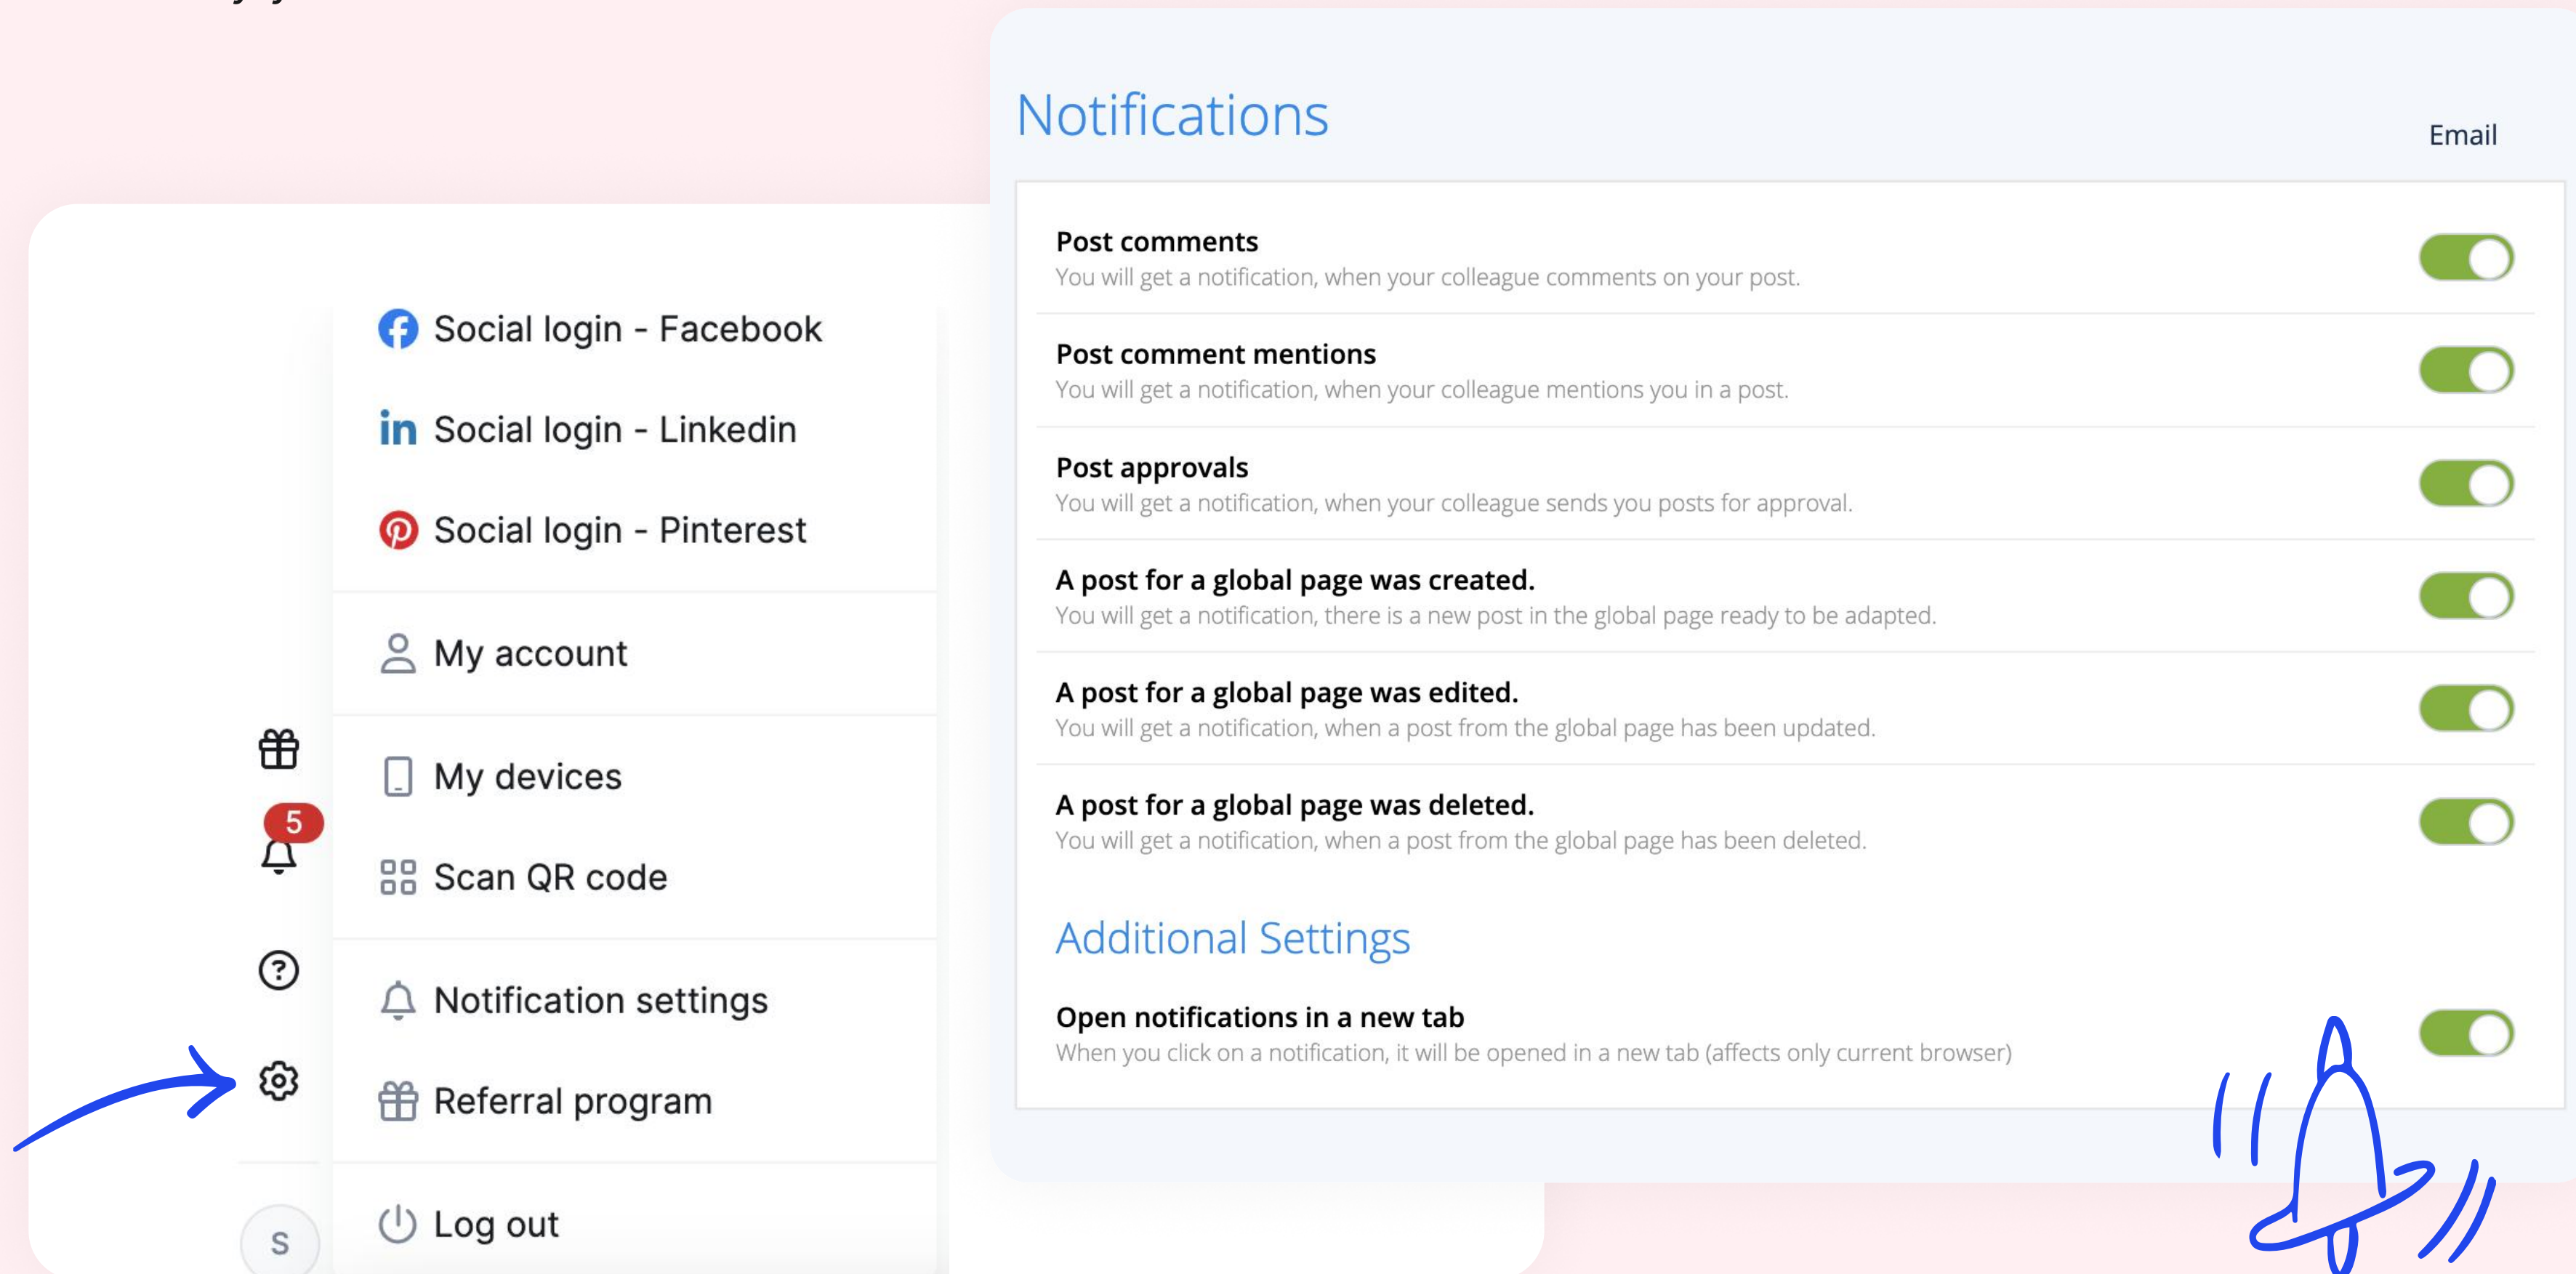 Social login - Facebook
Social login - Linkedin
Social login - Pinterest
My account
My devices
5
Scan QR code
Notification settings
Referral program
Log out
S
Notifications
Email
Post comments
You will get a notification, when your colleague comments on your post.
Post comment mentions
You will get a notification, when your colleague mentions you in a post.
Post approvals
You will get a notification, when your colleague sends you posts for approval.
A post for a global page was created.
You will get a notification, there is a new post in the global page ready to be adapted.
A post for a global page was edited.
You will get a notification, when a post from the global page has been updated.
A post for a global page was deleted.
You will get a notification, when a post from the global page has been deleted.
Additional Settings
Open notifications in a new tab
When you click on a notification, it will be opened in a new tab (affects only current browser)